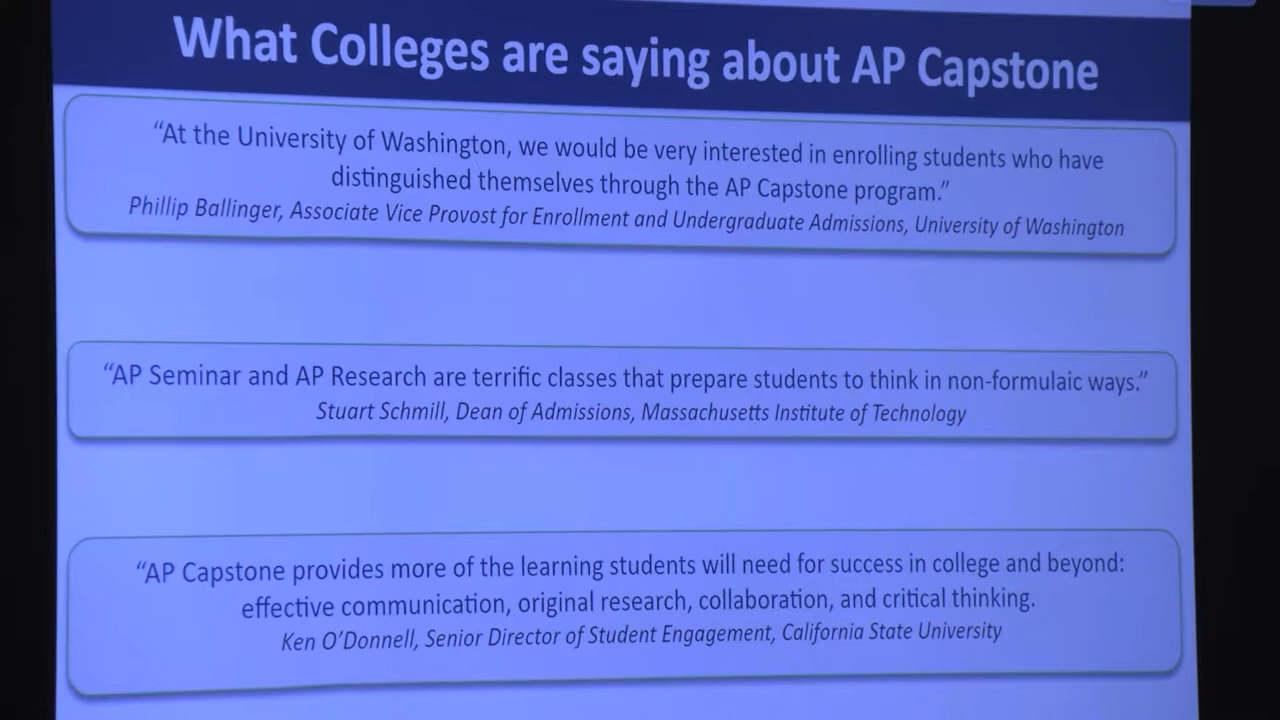 What Colleges are saying about AP Capstone
“At the University of Washington, we would be very interested in enrolling students who have
distinguished themselves through the AP Capstone program.”
Phillip Ballinger, Associate Vice Provost for Enrollment and Undergraduate Admissions, University of Washington
“AP Seminar and AP Research are terrific classes that prepare students to think in non-formulaic ways.”
Stuart Schmill, Dean of Admissions, Massachusetts Institute of Technology
“AP Capstone provides more of the learning students will need for success in college and beyond:
effective communication, original research, collaboration, and critical thinking.
Ken O’Donnell, Senior Director of Student Engagement, California State University